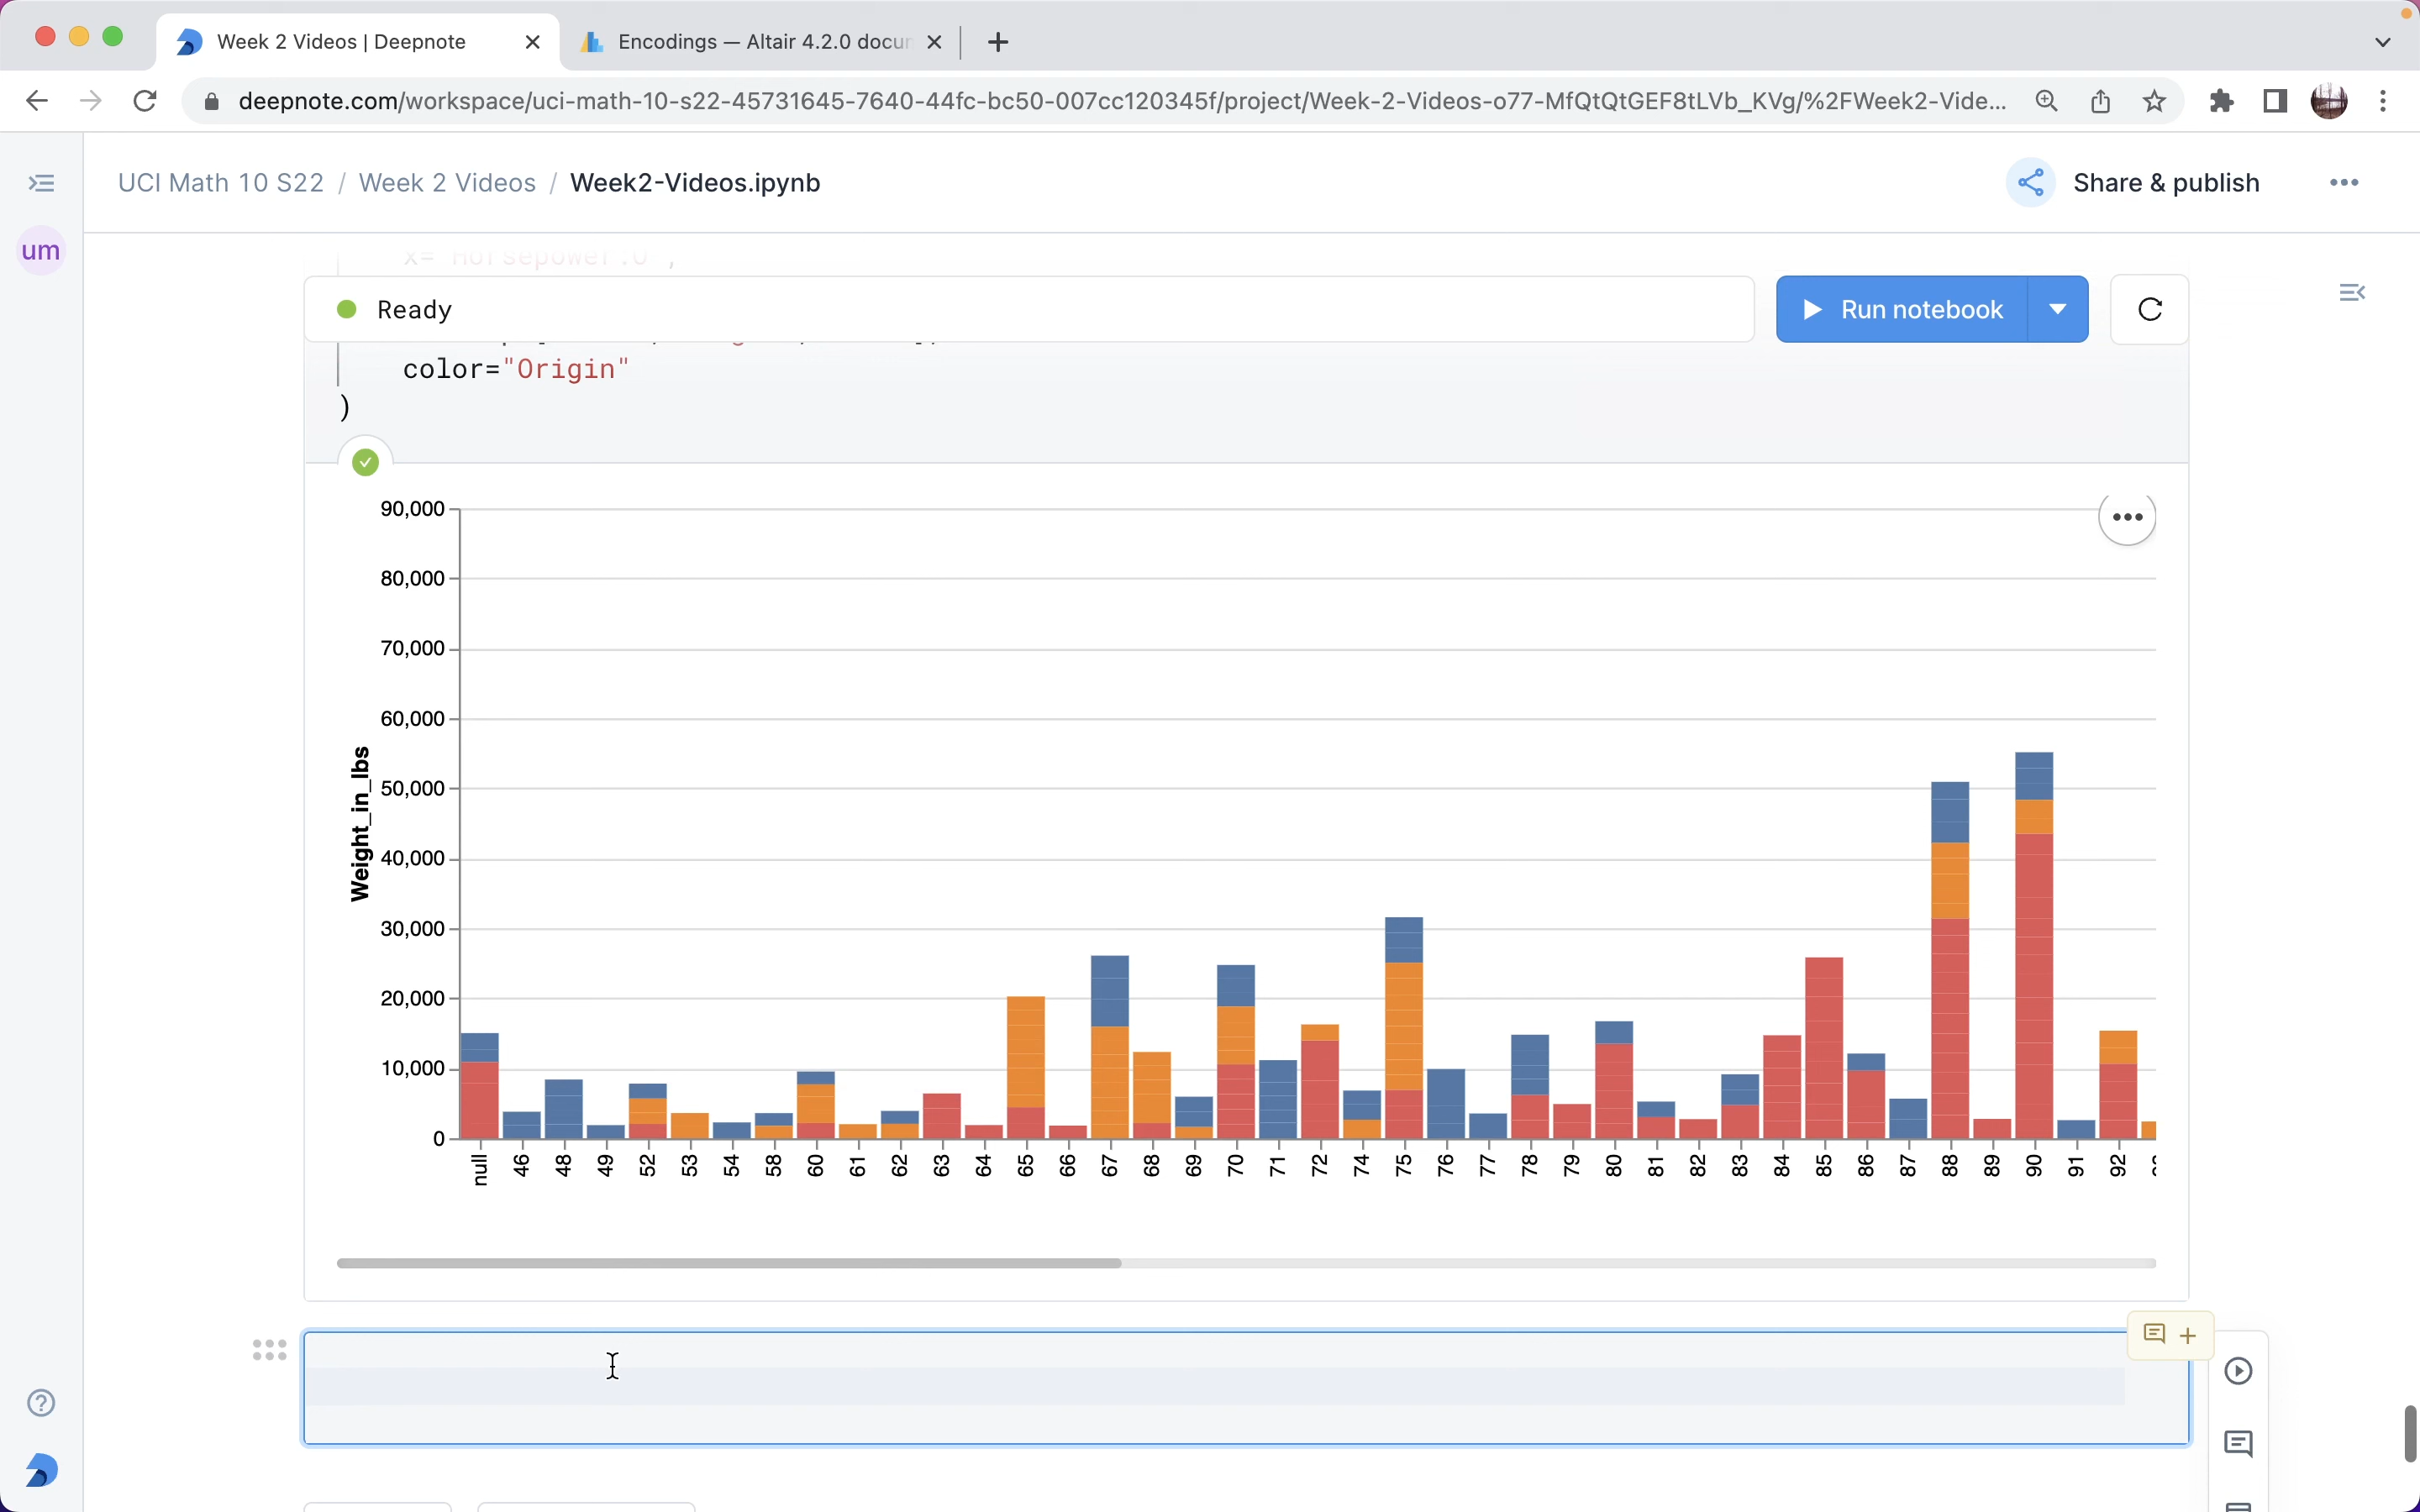 Week 2 Videos | Deepnote
Encodings — Altair 4.2.0 docu
deepnote.com/workspace/uci-math-10-s22-45731645-7640-44fc-bc50-007cc120345f/project/Week-2-Videos-o77-MfQtQtGEF8tLVb_KVg/%2FWeek2-Vide...
UCI Math 10 S22 / Week 2 Videos / Week2-Videos.ipynb
Share & publish
um
Ready
Run notebook
color="Origin"
)
90,000
80,000
70,000
60,000
50,000
40,000
30,000
20,000
10,000
0
Weight_in_lbs
null 46 48 49 52 53 54 58 60 61 62 63 64 65 66 67 68 69 70 71 72 74 75 76 77 78 79 80 81 82 83 84 85 86 87 88 89 90 91 92